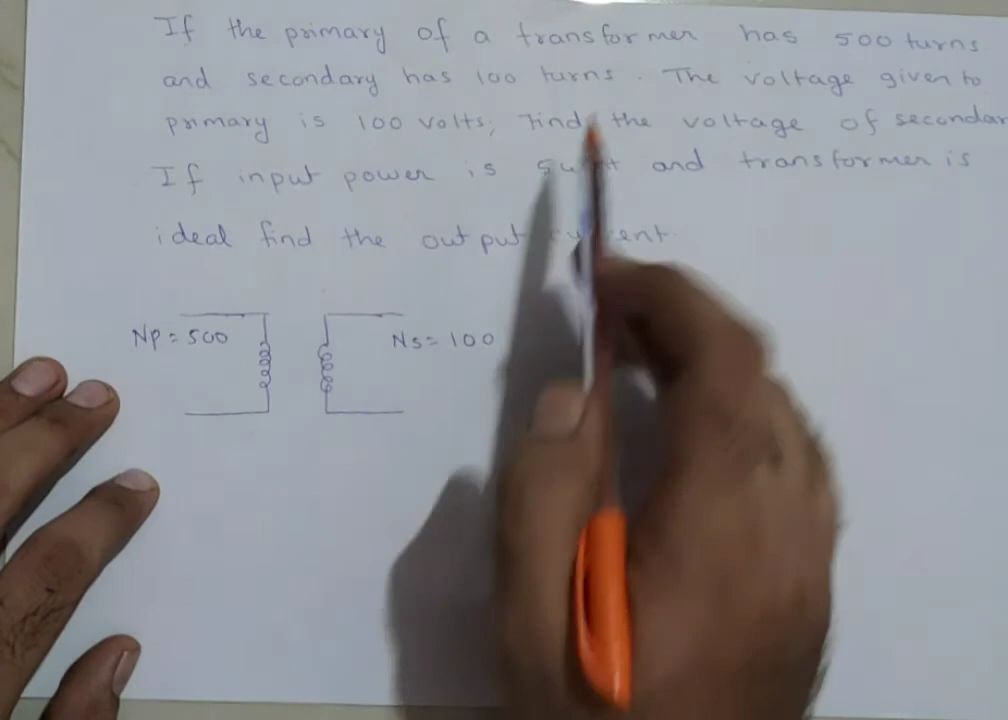 If the primary of a transformer has 500 turns
and secondary has 100 turns. The voltage given to
primary is 100 volts; Find the voltage of secondar
If input power is and transformer is
ideal find the output
Np = 500
Ns = 100